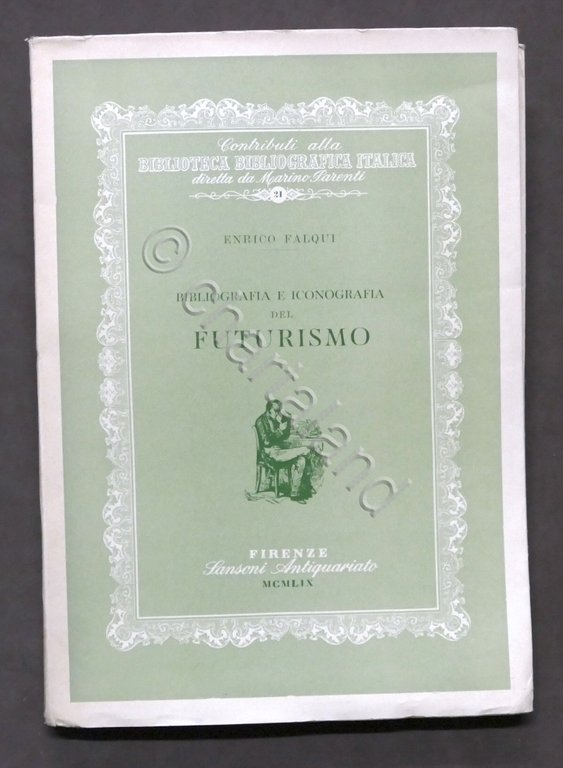 Contributi alla
BIBLIOTECA BIBLIOGRAFICA ITALICA
diretta da Marino Parenti
21
ENRICO FALQUI
BIBLIOGRAFIA E ICONOGRAFIA
DEL
FUTURISMO
FIRENZE
Sansoni Antiquariato
MCMLIX
© chartaland